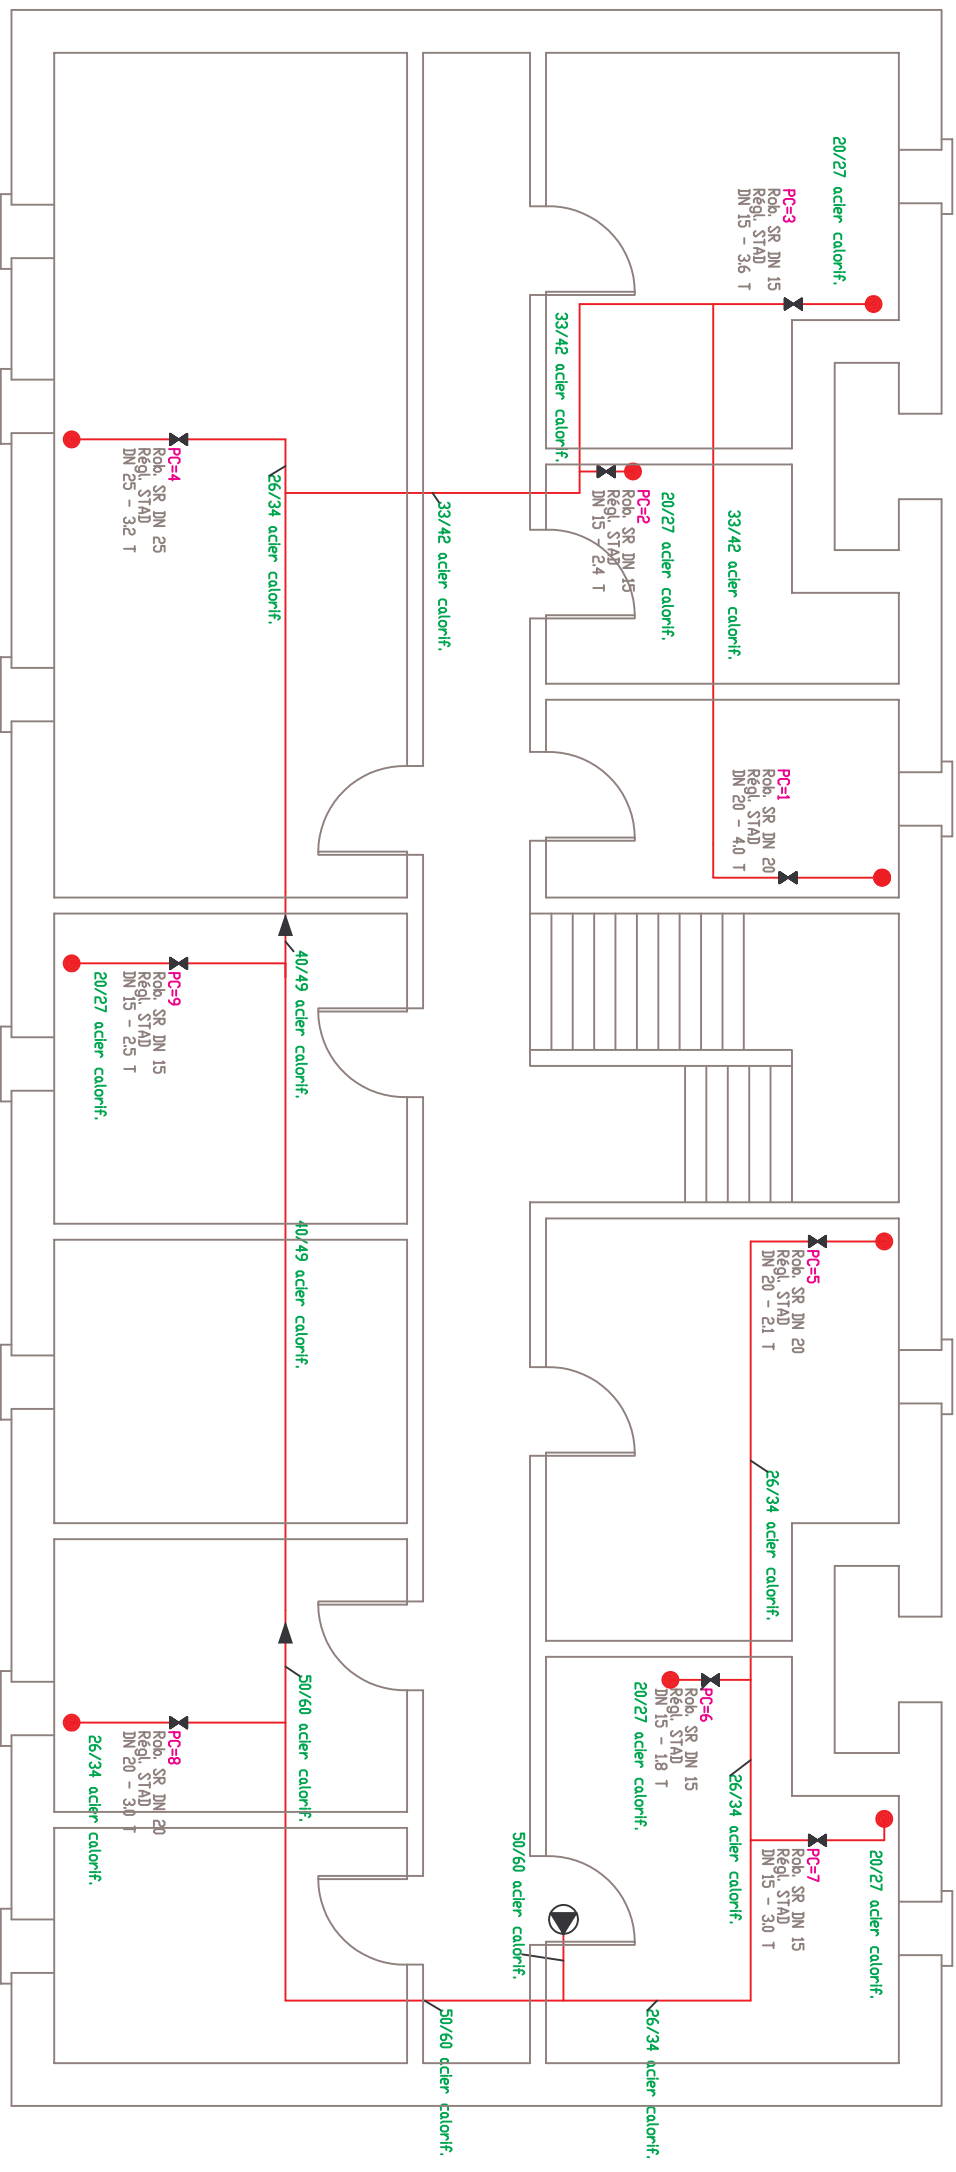 20/27 acier calorif.
PC=3
Rob. SR DN 15
Régl. STAD
DN 15 - 3.6 T
33/42 acier calorif.
PC=4
Rob. SR DN 25
Régl. STAD
DN 25 - 3.2 T
26/34 acier calorif.
33/42 acier calorif.
PC=2
Rob. SR DN 15
Régl. STAD
DN 15 - 2.4 T
20/27 acier calorif.
33/42 acier calorif.
PC=1
Rob. SR DN 20
Régl. STAD
DN 20 - 4.0 T
PC=9
Rob. SR DN 15
Régl. STAD
DN 15 - 2.5 T
20/27 acier calorif.
40/49 acier calorif.
40/49 acier calorif.
PC=5
Rob. SR DN 20
Régl. STAD
DN 20 - 2.1 T
26/34 acier calorif.
PC=6
Rob. SR DN 15
Régl. STAD
DN 15 - 1.8 T
20/27 acier calorif.
26/34 acier calorif.
50/60 acier calorif.
PC=8
Rob. SR DN 20
Régl. STAD
DN 20 - 3.0 T
26/34 acier calorif.
50/60 acier calorif.
PC=7
Rob. SR DN 15
Régl. STAD
DN 15 - 3.0 T
20/27 acier calorif.
50/60 acier calorif.
26/34 acier calorif.